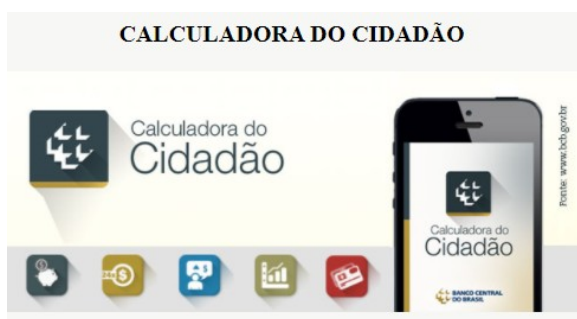 CALCULADORA DO CIDADÃO
Calculadora do
Cidadão
Calculadora do
Cidadão
BANCO CENTRAL
DO BRASIL
Fonte: www.bcb.gov.br